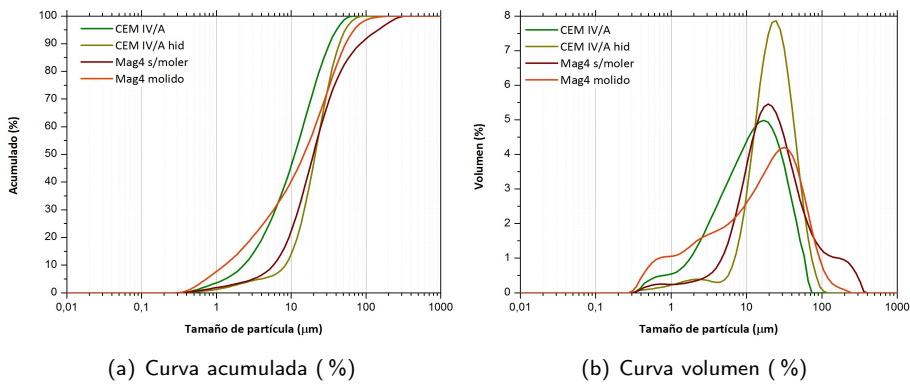 100
90
80
70
60
50
40
30
20
10
0
Acumulado (%)
CEM IV/A
CEM IV/A hid
Mag4 s/moler
Mag4 molido
0,01
0,1
1
10
100
1000
Tamaño de partícula (µm)
(a) Curva acumulada (%)
8
7
6
5
4
3
2
1
0
Volumen (%)
CEM IV/A
CEM IV/A hid
Mag4 s/moler
Mag4 molido
0,01
0,1
1
10
100
1000
Tamaño de partícula (µm)
(b) Curva volumen (%)